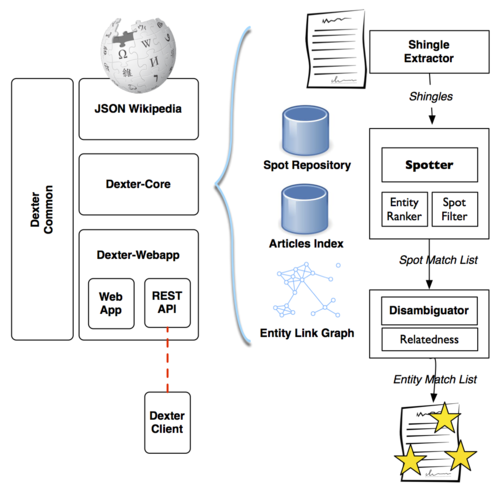 JSON Wikipedia
Dexter
Common
Dexter-Core
Dexter-Webapp
Web
App
REST
API
Dexter
Client
Spot Repository
Articles Index
Entity Link Graph
Shingle
Extractor
Shingles
Spotter
Entity
Ranker
Spot
Filter
Spot Match List
Disambiguator
Relatedness
Entity Match List